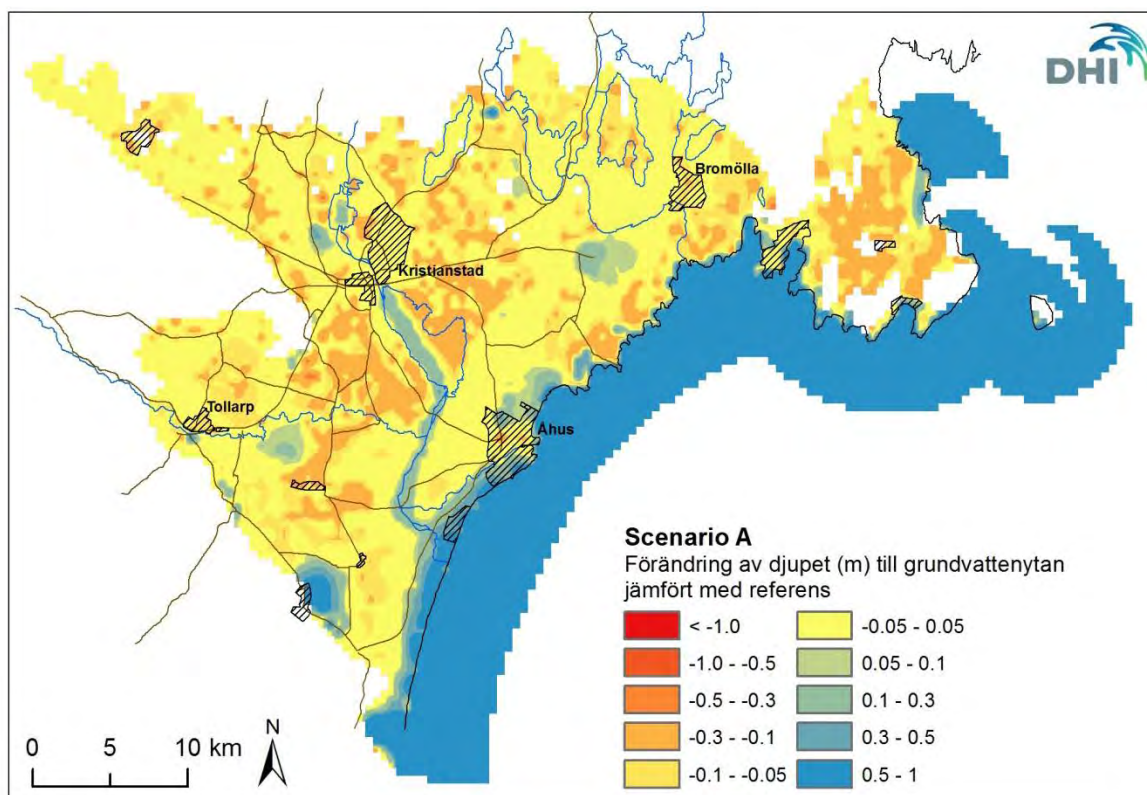 DHI
Bromölla
Kristianstad
Tollarp
Åhus
Scenario A
Förändring av djupet (m) till grundvattenytan
jämfört med referens
< -1.0
-1.0 - -0.5
-0.5 - -0.3
-0.3 - -0.1
-0.1 - -0.05
-0.05 - 0.05
0.05 - 0.1
0.1 - 0.3
0.3 - 0.5
0.5 - 1
0 5 10 km
N